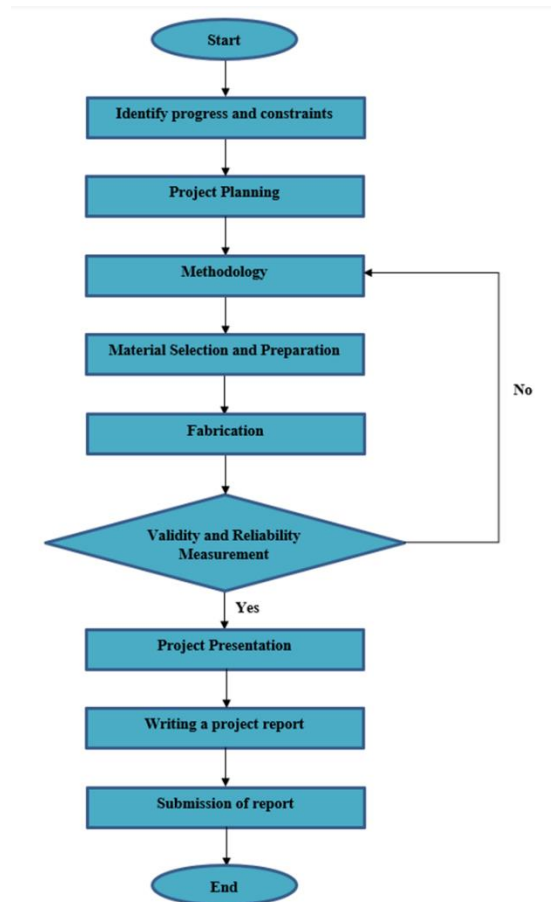 Start
Identify progress and constraints
Project Planning
Methodology
Material Selection and Preparation
No
Fabrication
Validity and Reliability
Measurement
Yes
Project Presentation
Writing a project report
Submission of report
End